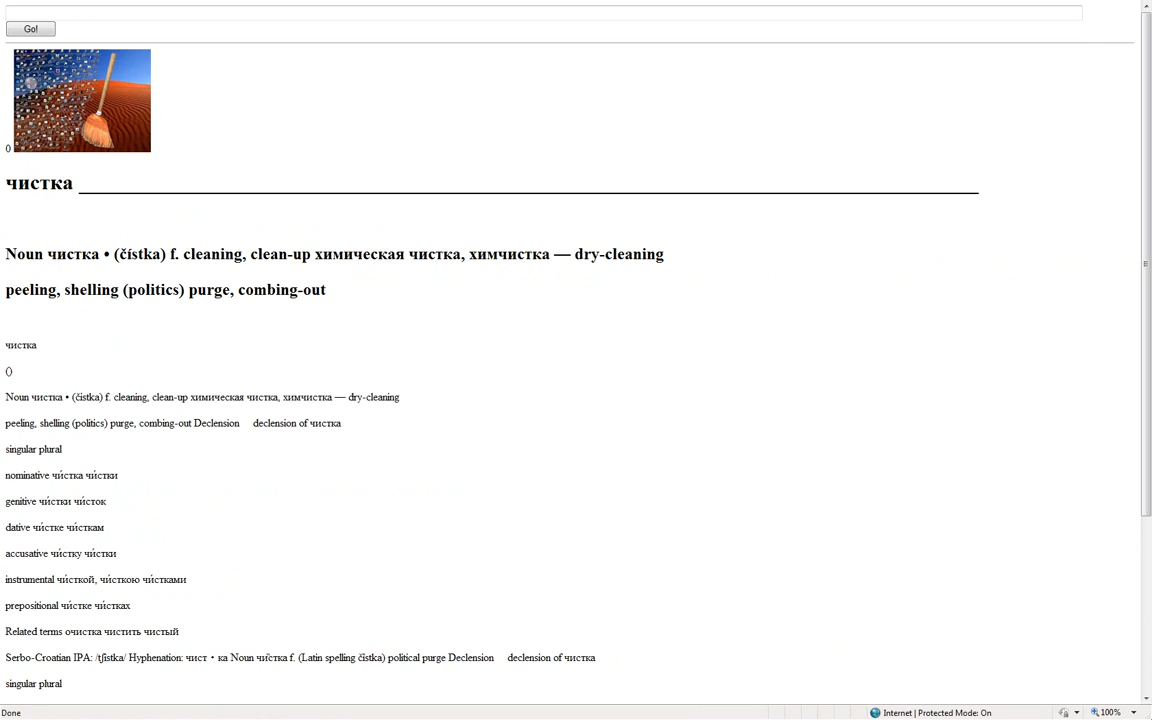 Go!
0
чистка
Noun чистка • (čístka) f. cleaning, clean-up химическая чистка, химчистка — dry-cleaning
peeling, shelling (politics) purge, combing-out
чистка
()
Noun чистка • (čístka) f. cleaning, clean-up химическая чистка, химчистка — dry-cleaning
peeling, shelling (politics) purge, combing-out Declension declension of чистка
singular plural
nominative чи́стка чи́стки
genitive чи́стки чи́сток
dative чи́стке чи́сткам
accusative чи́стку чи́стки
instrumental чи́сткой, чи́сткою чи́стками
prepositional чи́стке чи́стках
Related terms очистка чистить чистый
Serbo-Croatian IPA: /tʃîstka/ Hyphenation: чист • ка Noun чи̏стка f. (Latin spelling čȉstka) political purge Declension declension of чистка
singular plural
Done
Internet | Protected Mode: On
100%